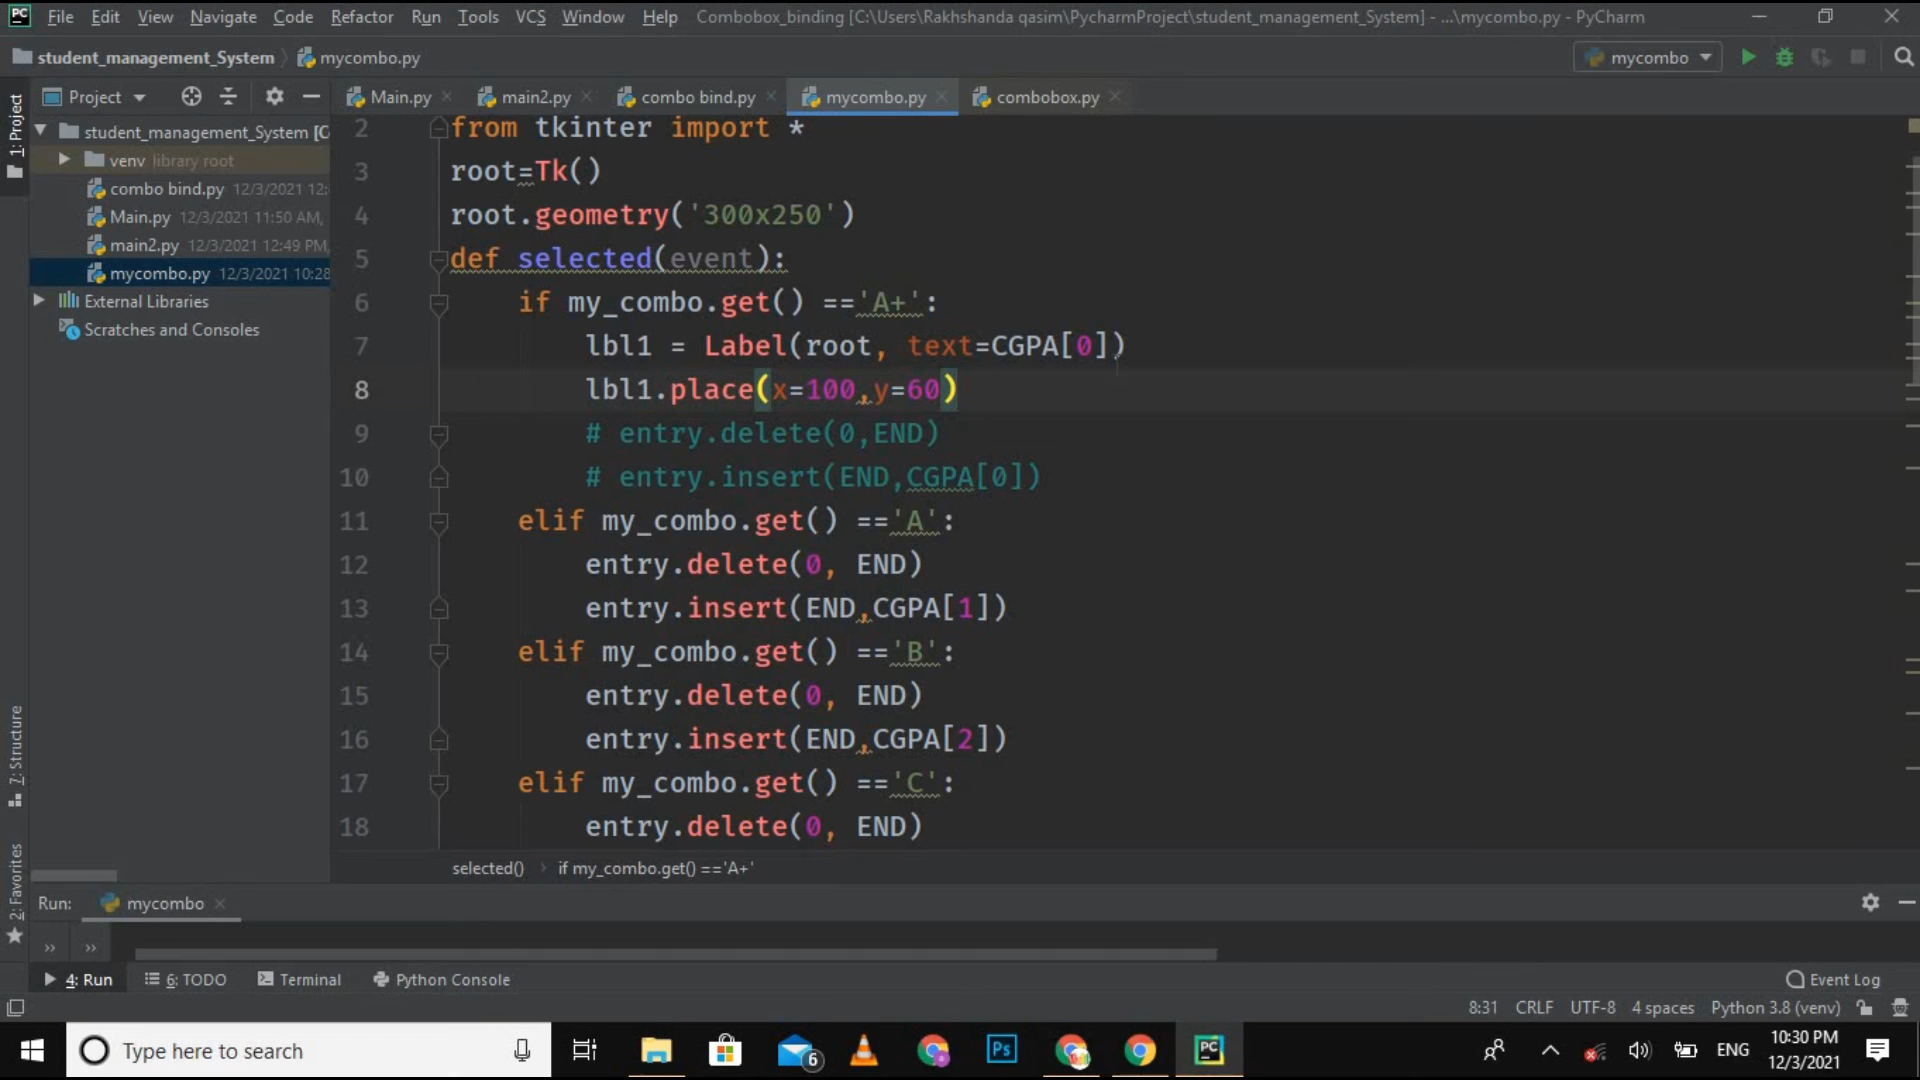 PC File Edit View Navigate Code Refactor Run Tools VCS Window Help Combobox_binding [C:\Users\Rakhshanda qasim\PycharmProject\student_management_System] - ...\mycombo.py - PyCharm
student_management_System mycombo.py mycombo
Project Main.py main2.py combo bind.py mycombo.py combobox.py
1: Project
student_management_System [C
venv library root
combo bind.py 12/3/2021 12:
Main.py 12/3/2021 11:50 AM,
main2.py 12/3/2021 12:49 PM,
mycombo.py 12/3/2021 10:28
External Libraries
Scratches and Consoles
7: Structure
2: Favorites
2 from tkinter import *
3 root=Tk()
4 root.geometry('300x250')
5 def selected(event):
6 if my_combo.get() =='A+':
7 lbl1 = Label(root, text=CGPA[0])
8 lbl1.place(x=100,y=60)
9 # entry.delete(0,END)
10 # entry.insert(END,CGPA[0])
11 elif my_combo.get() =='A':
12 entry.delete(0, END)
13 entry.insert(END,CGPA[1])
14 elif my_combo.get() =='B':
15 entry.delete(0, END)
16 entry.insert(END,CGPA[2])
17 elif my_combo.get() =='C':
18 entry.delete(0, END)
selected() if my_combo.get() =='A+'
Run: mycombo
4: Run 6: TODO Terminal Python Console Event Log
8:31 CRLF UTF-8 4 spaces Python 3.8 (venv)
Type here to search 6 Ps PC ENG 10:30 PM
12/3/2021